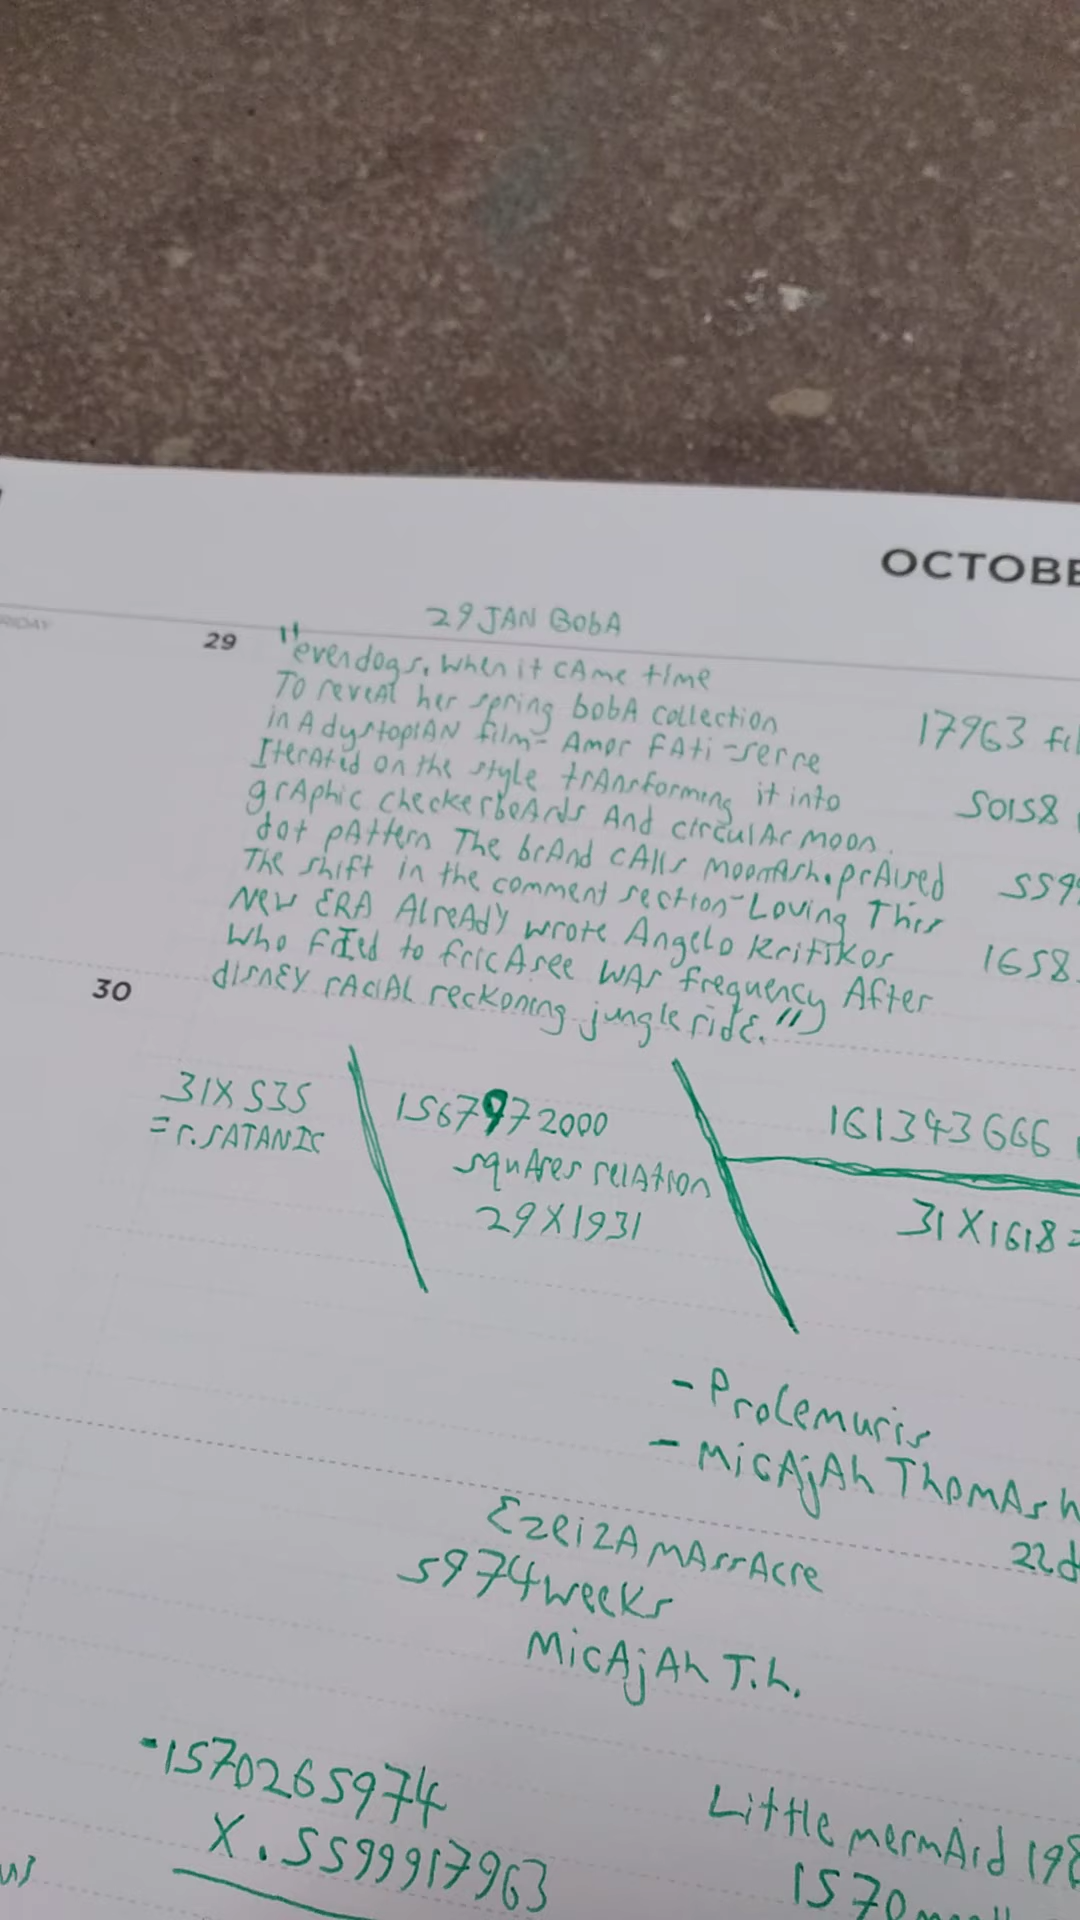 OCTOBE
29 JAN BobA
29
"evendogs. When it cAme tIme
To reveAl her spring bobA collection
in A dystopIAN film- Amor FAti -serre
IterAted on the style trAnsforming it into
grAphic checkerboArds And circulAr moon.
dot pAttern The brAnd cAlls moonAsh. prAised
The shift in the comment section-Loving This
New ERA AlreAdy wrote Angelo Kritikos
Who to fricAsee WAs frequency After
disnEy rAciAl reckoning jungle ride.")
17963
50158
559
1658
30
31X535
= r.SATANIC
1567972000
squAres relAtion
29X1931
161343666
31X1618=
- ProLemuris
- MicAjAh ThomAs h
22d
EzeizA mAssAcre
5974 weeks
MicAjAh T.h.
-1570265974
X .5599917963
Little mermAid 198
1570